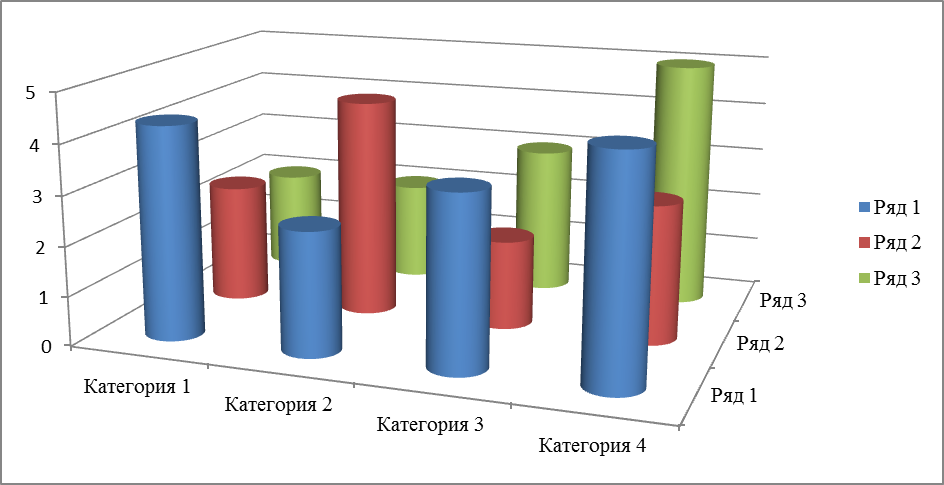 5
4
3
2
1
0
Категория 1
Категория 2
Категория 3
Категория 4
Ряд 1
Ряд 2
Ряд 3
Ряд 1
Ряд 2
Ряд 3